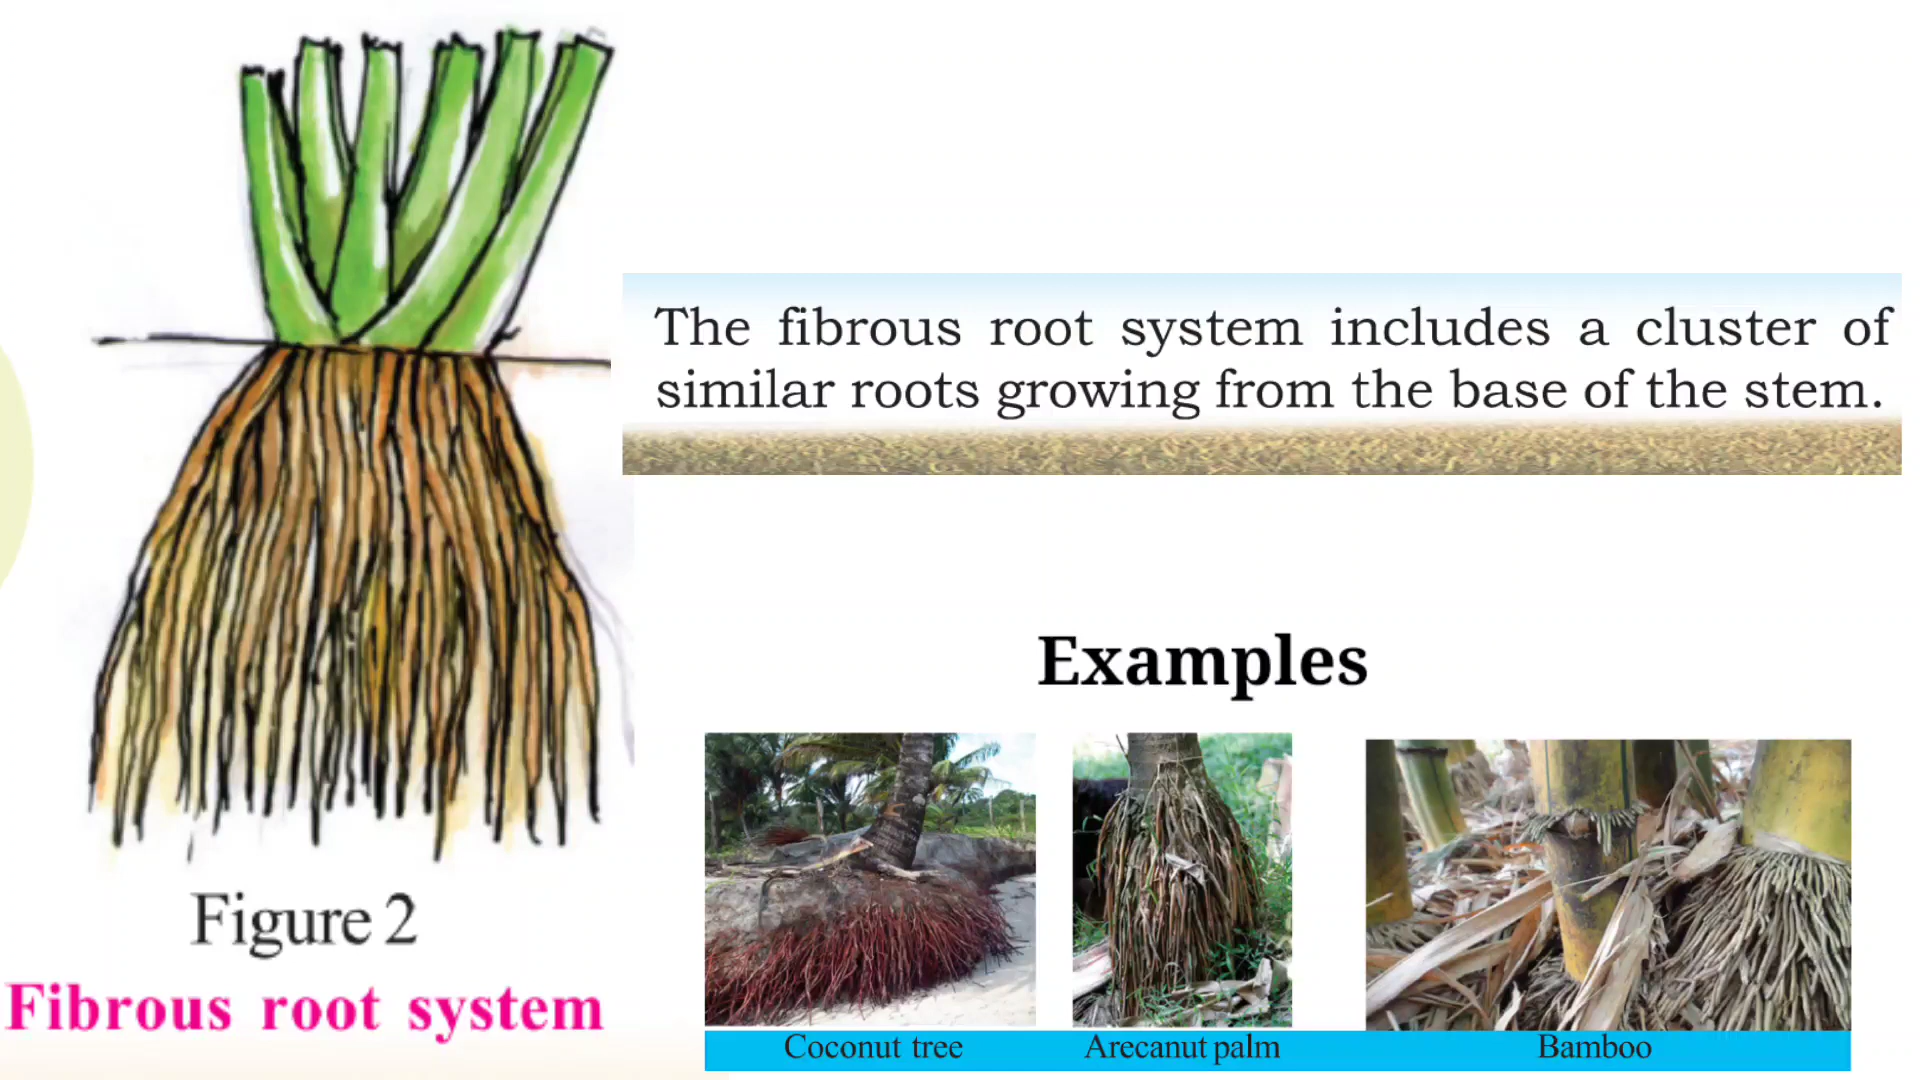 The fibrous root system includes a cluster of
similar roots growing from the base of the stem.
Examples
Figure 2
Fibrous root system
Coconut tree
Arecanut palm
Bamboo